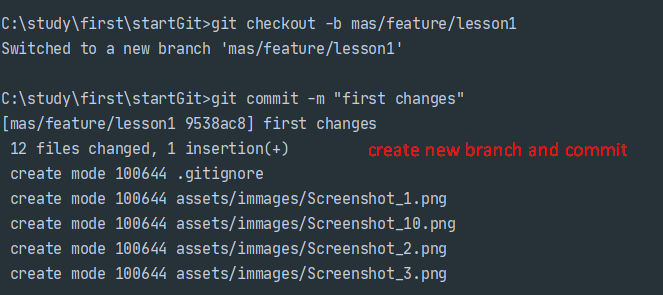 C:\study\first\startGit>git checkout -b mas/feature/lesson1
Switched to a new branch 'mas/feature/lesson1'
C:\study\first\startGit>git commit -m "first changes"
[mas/feature/lesson1 9538ac8] first changes
12 files changed, 1 insertion(+)
create new branch and commit
create mode 100644 .gitignore
create mode 100644 assets/immages/Screenshot_1.png
create mode 100644 assets/immages/Screenshot_10.png
create mode 100644 assets/immages/Screenshot_2.png
create mode 100644 assets/immages/Screenshot_3.png